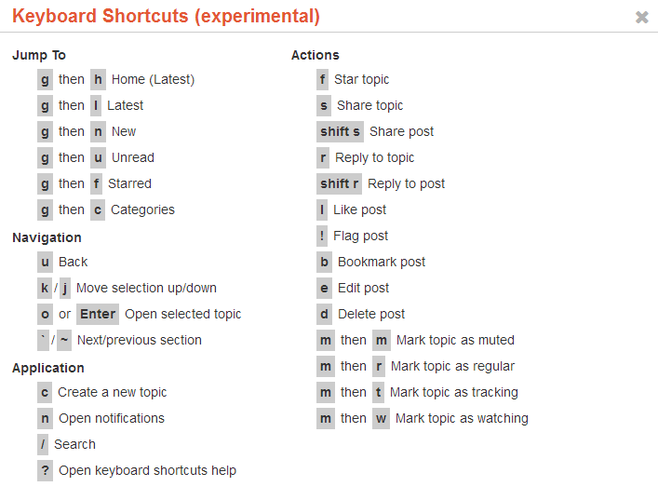 Keyboard Shortcuts (experimental) ✖
Jump To
g then h Home (Latest)
g then l Latest
g then n New
g then u Unread
g then f Starred
g then c Categories
Navigation
u Back
k / j Move selection up/down
o or Enter Open selected topic
` / ~ Next/previous section
Application
c Create a new topic
n Open notifications
/ Search
? Open keyboard shortcuts help
Actions
f Star topic
s Share topic
shift s Share post
r Reply to topic
shift r Reply to post
l Like post
! Flag post
b Bookmark post
e Edit post
d Delete post
m then m Mark topic as muted
m then r Mark topic as regular
m then t Mark topic as tracking
m then w Mark topic as watching